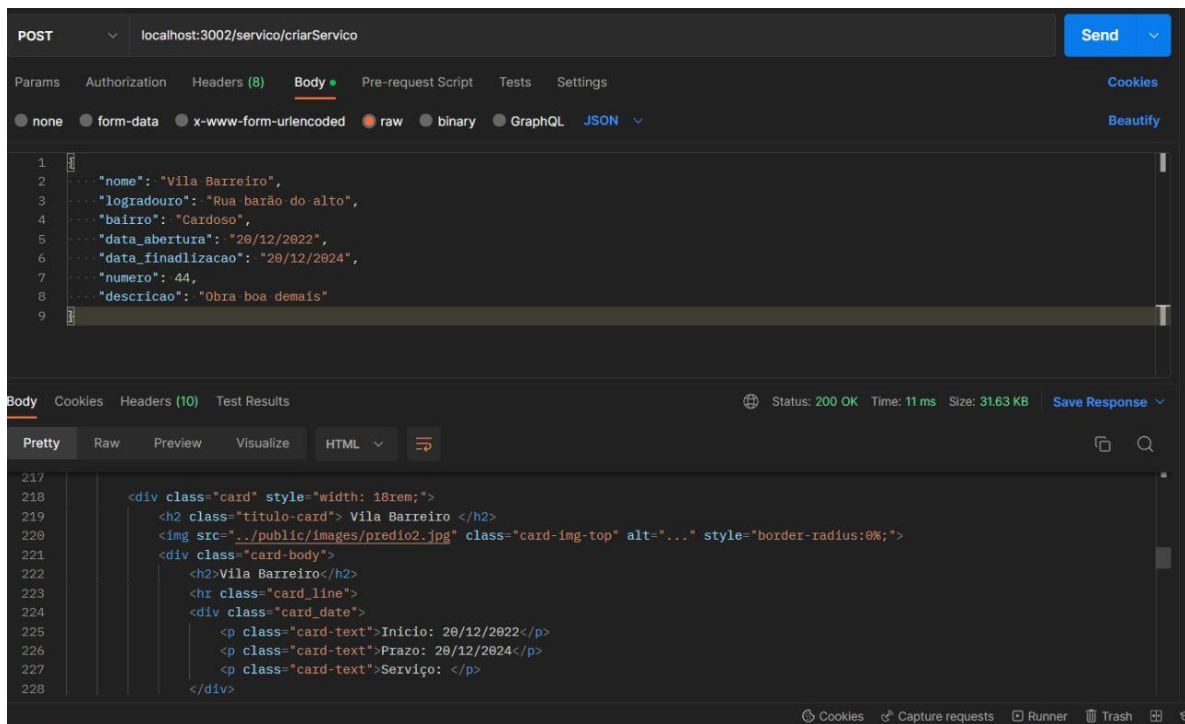 POST localhost:3002/servico/criarServico Send
Params Authorization Headers (8) Body Pre-request Script Tests Settings Cookies
none form-data x-www-form-urlencoded raw binary GraphQL JSON Beautify
1 {
2 "nome": "Vila Barreiro",
3 "logradouro": "Rua barão do alto",
4 "bairro": "Cardoso",
5 "data_abertura": "20/12/2022",
6 "data_finadlizacao": "20/12/2024",
7 "numero": 44,
8 "descricao": "Obra boa demais"
9 }
Body Cookies Headers (10) Test Results Status: 200 OK Time: 11 ms Size: 31.63 KB Save Response
Pretty Raw Preview Visualize HTML
217
218 <div class="card" style="width: 18rem;">
219 <h2 class="titulo-card"> Vila Barreiro </h2>
220 <img src="../public/images/predio2.jpg" class="card-img-top" alt="..." style="border-radius:0%;">
221 <div class="card-body">
222 <h2>Vila Barreiro</h2>
223 <hr class="card_line">
224 <div class="card_date">
225 <p class="card-text">Inicio: 20/12/2022</p>
226 <p class="card-text">Prazo: 20/12/2024</p>
227 <p class="card-text">Serviço: </p>
228 </div>
Cookies Capture requests Runner Trash